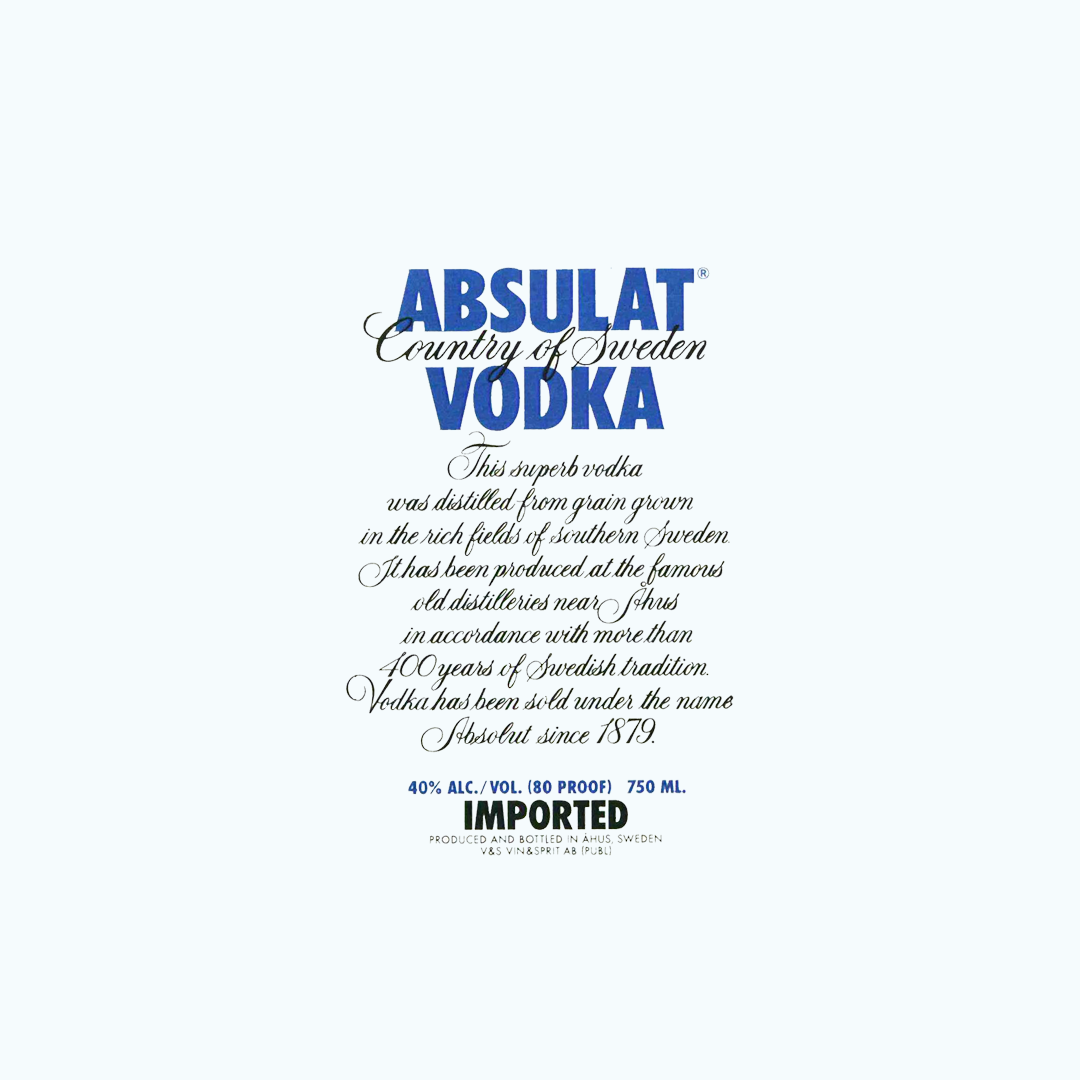 ABSULAT®
Country of Sweden
VODKA
This superb vodka
was distilled from grain grown
in the rich fields of southern Sweden.
It has been produced at the famous
old distilleries near Åhus
in accordance with more than
400 years of Swedish tradition.
Vodka has been sold under the name
Absolut since 1879.
40% ALC./VOL. (80 PROOF) 750 ML.
IMPORTED
PRODUCED AND BOTTLED IN ÅHUS, SWEDEN
V&S VIN&SPRIT AB (PUBL)